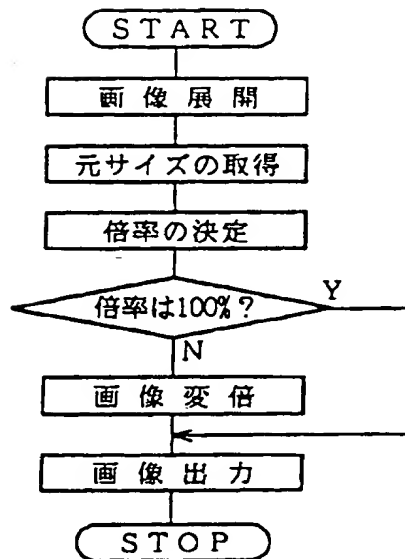 START
画像展開
元サイズの取得
倍率の決定
倍率は100%?
Y
N
画像変倍
画像出力
STOP